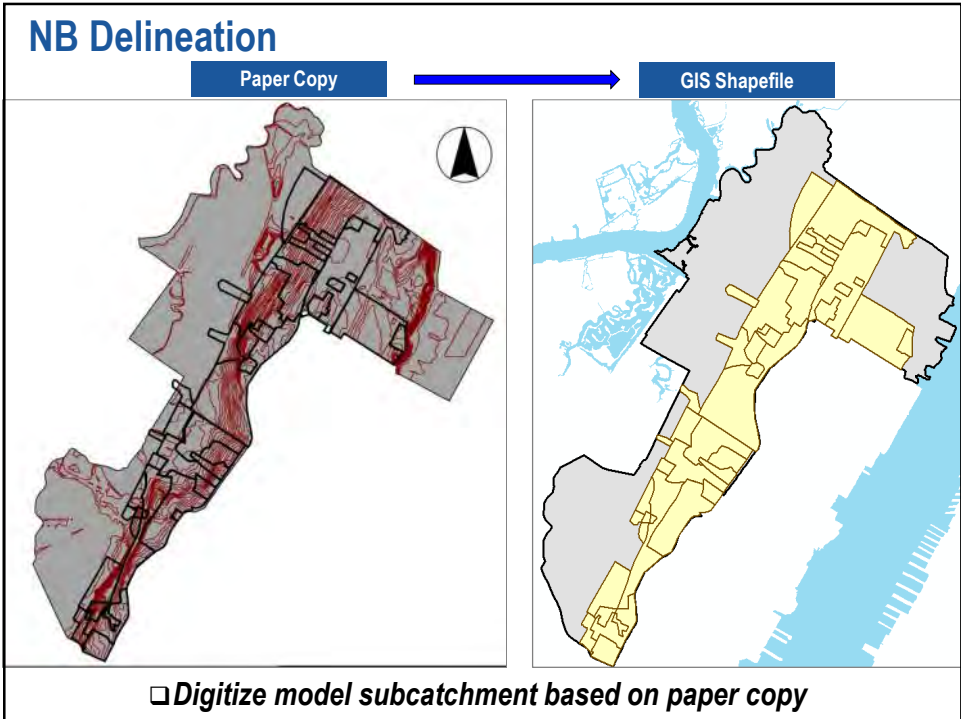 NB Delineation
Paper Copy
GIS Shapefile
❑Digitize model subcatchment based on paper copy